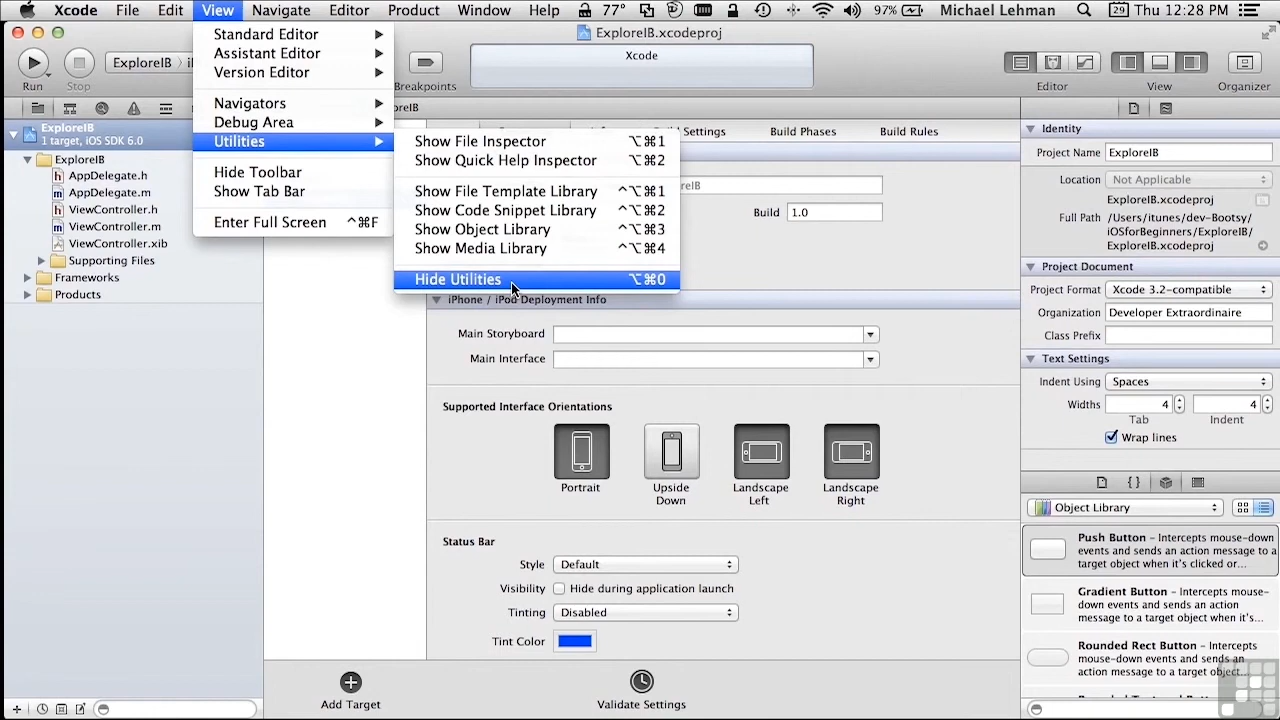 Xcode File Edit View Navigate Editor Product Window Help 77° 97% 29 Thu 12:28 PM Michael Lehman
ExploreIB.xcodeproj
Run
Stop
ExploreIB
Breakpoints
Xcode
Editor
View
Organizer
Standard Editor
Assistant Editor
Version Editor
Navigators
Debug Area
Utilities
Hide Toolbar
Show Tab Bar
Enter Full Screen ^⌘F
Show File Inspector ⌥⌘1
Show Quick Help Inspector ⌥⌘2
Show File Template Library ^⌥⌘1
Show Code Snippet Library ^⌥⌘2
Show Object Library ^⌥⌘3
Show Media Library ^⌥⌘4
Hide Utilities ⌥⌘0
ExploreIB
1 target, iOS SDK 6.0
ExploreIB
AppDelegate.h
AppDelegate.m
ViewController.h
ViewController.m
ViewController.xib
Supporting Files
Frameworks
Products
Settings Build Phases Build Rules
Build 1.0
iPhone / iPod Deployment Info
Main Storyboard
Main Interface
Supported Interface Orientations
Portrait
Upside Down
Landscape Left
Landscape Right
Status Bar
Style Default
Visibility Hide during application launch
Tinting Disabled
Tint Color
Add Target
Validate Settings
Identity
Project Name ExploreIB
Location Not Applicable
ExploreIB.xcodeproj
Full Path /Users/itunes/dev-Bootsy/
iOSforBeginners/ExploreIB/
ExploreIB.xcodeproj
Project Document
Project Format Xcode 3.2-compatible
Organization Developer Extraordinaire
Class Prefix
Text Settings
Indent Using Spaces
Widths 4 4
Tab Indent
Wrap lines
{}
Object Library
Push Button - Intercepts mouse-down
events and sends an action message to a
target object when it's clicked or...
Gradient Button - Intercepts mouse-
down events and sends an action
message to a target object when it's...
Rounded Rect Button - Intercepts
mouse-down events and sends an
action message to a target object...